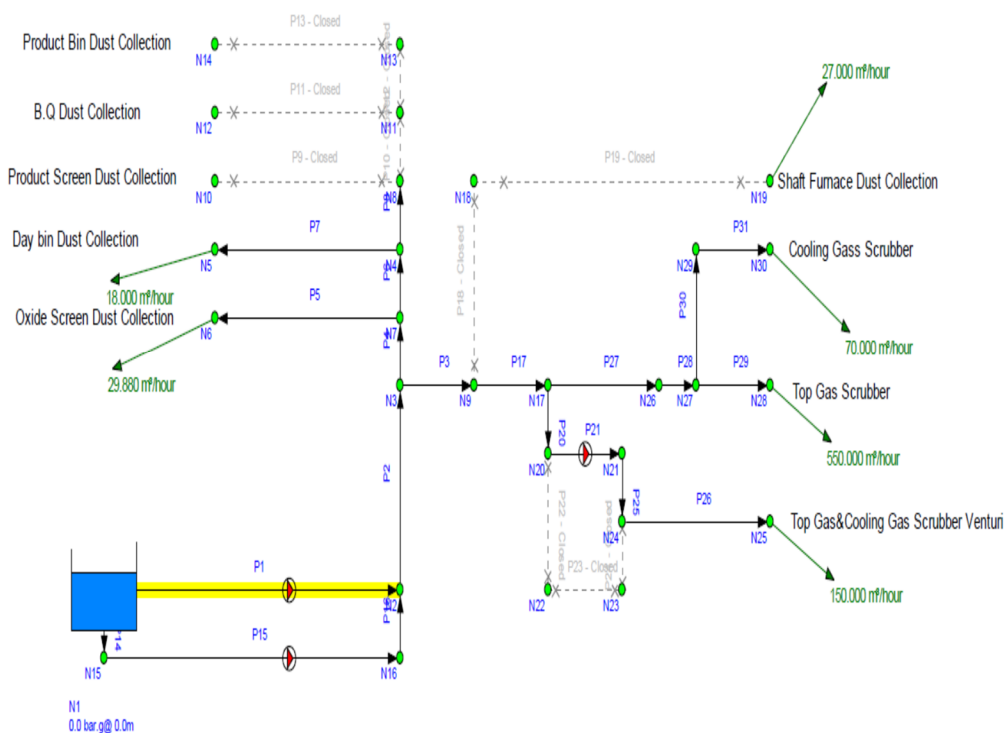 P13 - Closed
Product Bin Dust Collection
N14
N13
P11 - Closed
B.Q Dust Collection
N12
N11
P9 - Closed
Product Screen Dust Collection
N10
N8
P7
Day bin Dust Collection
N5
N4
18.000 m³/hour
P5
Oxide Screen Dust Collection
N6
N7
29.880 m³/hour
27.000 m³/hour
P19 - Closed
N18
N19
Shaft Furnace Dust Collection
P18 - Closed
P31
N29
N30
Cooling Gass Scrubber
P30
70.000 m³/hour
P3
P17
P27
P28
P29
N3
N9
N17
N26
N27
N28
Top Gas Scrubber
550.000 m³/hour
P20
P21
N20
N21
P2
P22 - Closed
P25
P26
N24
N25
Top Gas&Cooling Gas Scrubber Venturi
P23 - Closed
N22
N23
150.000 m³/hour
P1
P15
N15
N16
N1
0.0 bar.g@ 0.0m